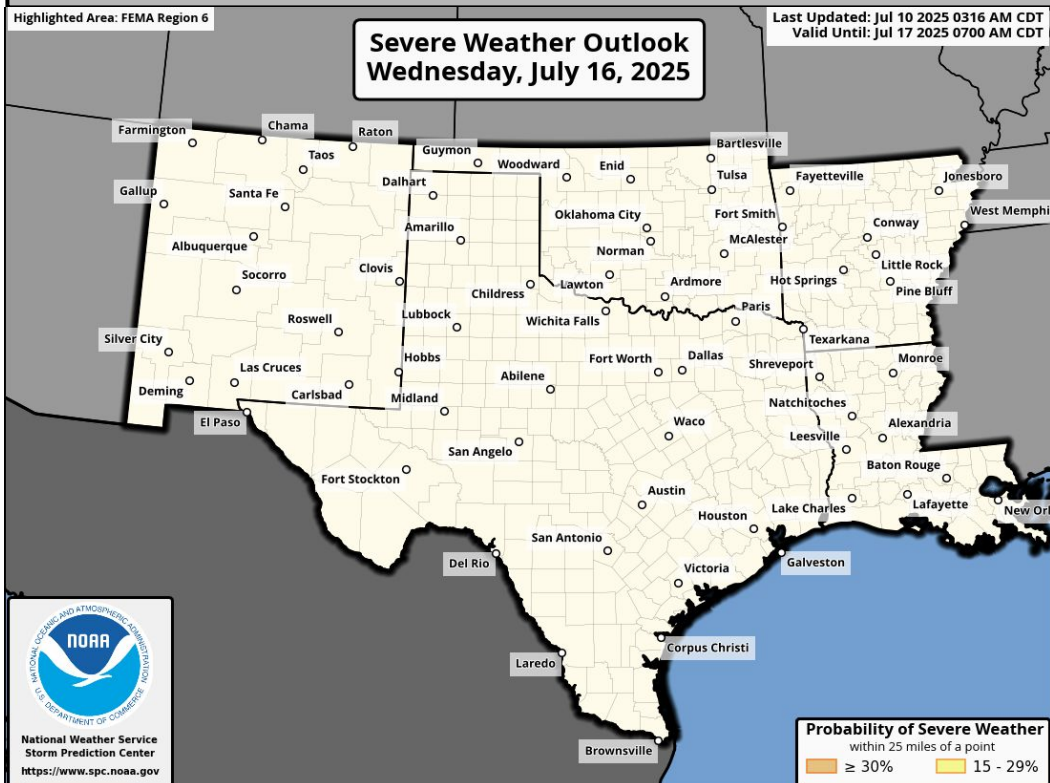 Highlighted Area: FEMA Region 6
Last Updated: Jul 10 2025 0316 AM CDT
Valid Until: Jul 17 2025 0700 AM CDT
Severe Weather Outlook
Wednesday, July 16, 2025
Farmington
Chama
Raton
Taos
Guymon
Woodward
Enid
Bartlesville
Gallup
Santa Fe
Dalhart
Tulsa
Fayetteville
Jonesboro
Albuquerque
Amarillo
Oklahoma City
Norman
Fort Smith
McAlester
Conway
West Memphi
Socorro
Clovis
Childress
Lawton
Ardmore
Hot Springs
Little Rock
Pine Bluff
Roswell
Lubbock
Wichita Falls
Paris
Texarkana
Silver City
Las Cruces
Hobbs
Fort Worth
Dallas
Shreveport
Monroe
Deming
Carlsbad
Midland
Abilene
Natchitoches
El Paso
San Angelo
Waco
Leesville
Alexandria
Fort Stockton
Baton Rouge
Austin
Houston
Lake Charles
Lafayette
New Orl
Del Rio
San Antonio
Victoria
Galveston
Laredo
Corpus Christi
Brownsville
NATIONAL OCEANIC AND ATMOSPHERIC ADMINISTRATION
NOAA
U.S. DEPARTMENT OF COMMERCE
National Weather Service
Storm Prediction Center
https://www.spc.noaa.gov
Probability of Severe Weather
within 25 miles of a point
≥ 30%
15 - 29%